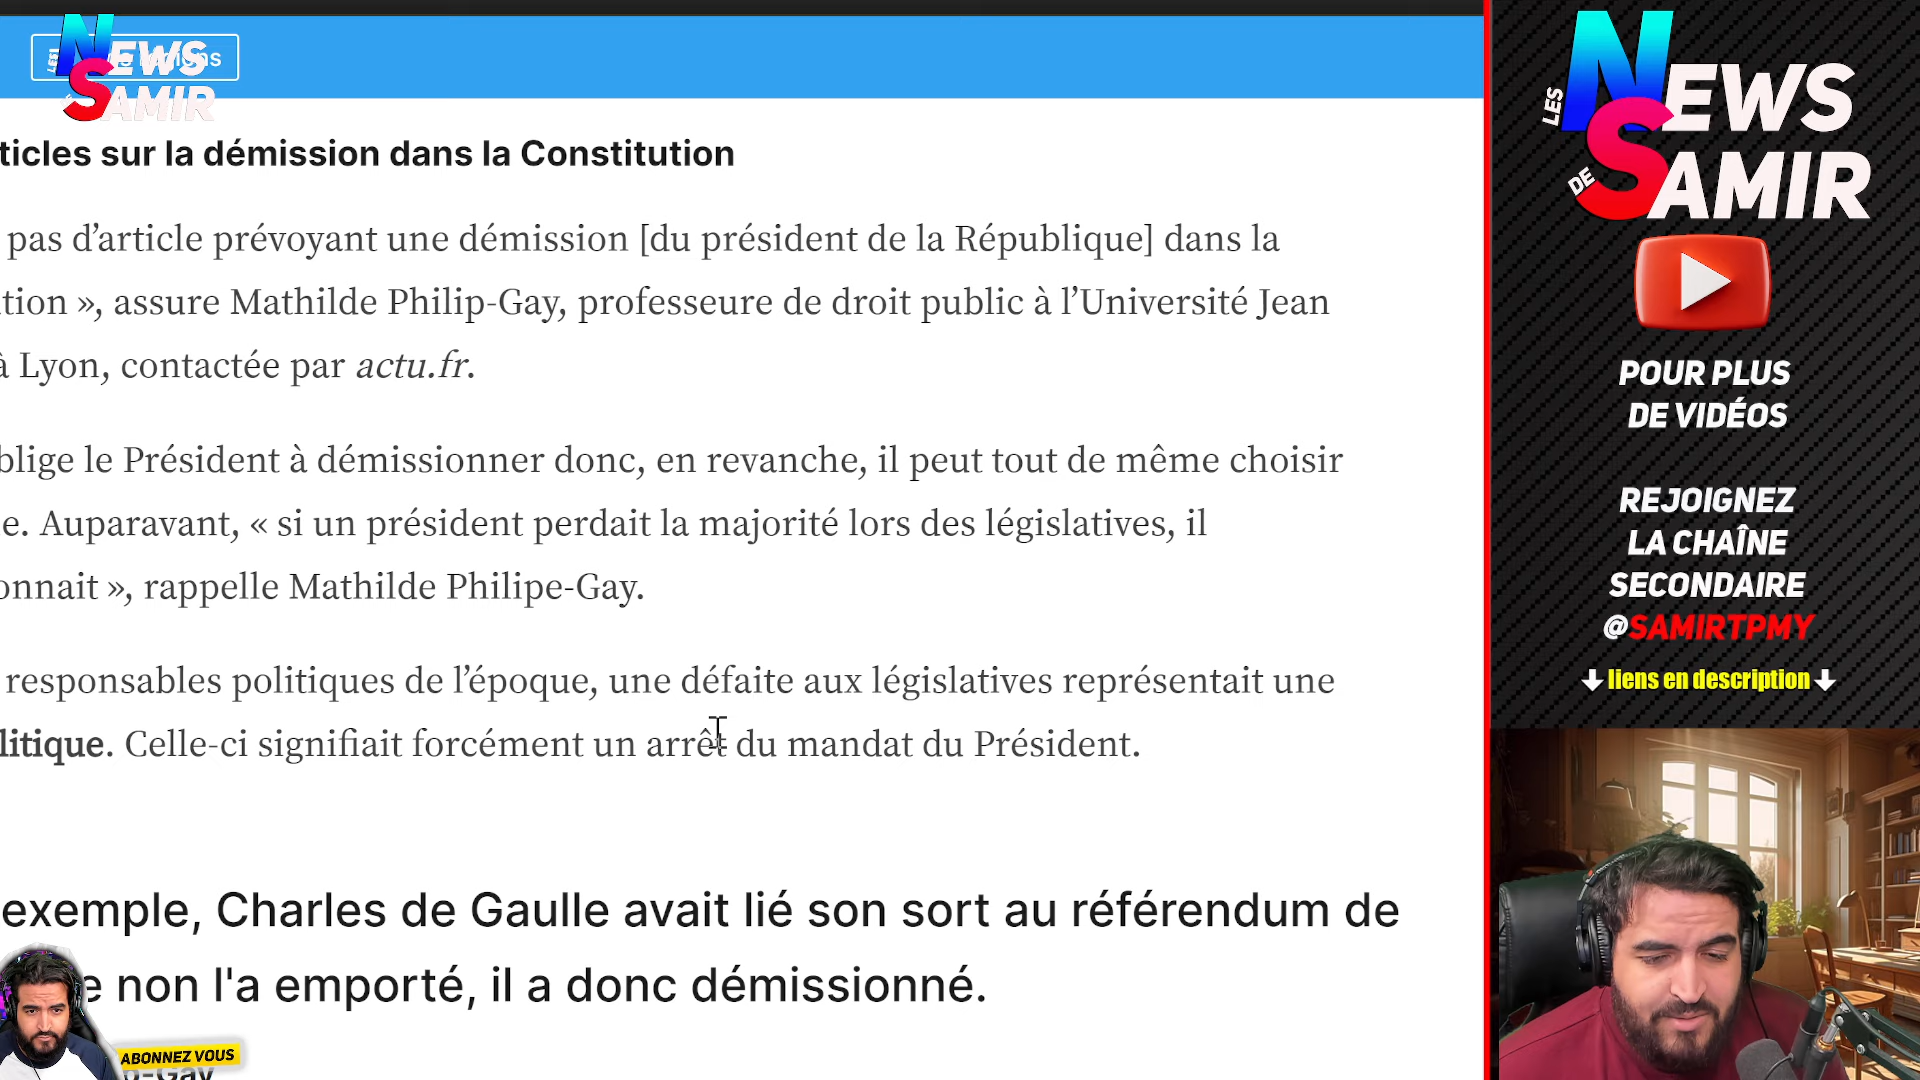 LES NEWS
SAMIR
ticles sur la démission dans la Constitution
pas d’article prévoyant une démission [du président de la République] dans la
tion », assure Mathilde Philip-Gay, professeure de droit public à l’Université Jean
à Lyon, contactée par actu.fr.
blige le Président à démissionner donc, en revanche, il peut tout de même choisir
e. Auparavant, « si un président perdait la majorité lors des législatives, il
onnait », rappelle Mathilde Philipe-Gay.
responsables politiques de l’époque, une défaite aux législatives représentait une
litique. Celle-ci signifiait forcément un arrêt du mandat du Président.
exemple, Charles de Gaulle avait lié son sort au référendum de
e non l'a emporté, il a donc démissionné.
ABONNEZ VOUS
p-Gay
LES NEWS
DE SAMIR
POUR PLUS
DE VIDÉOS
REJOIGNEZ
LA CHAÎNE
SECONDAIRE
@SAMIRTPMY
liens en description